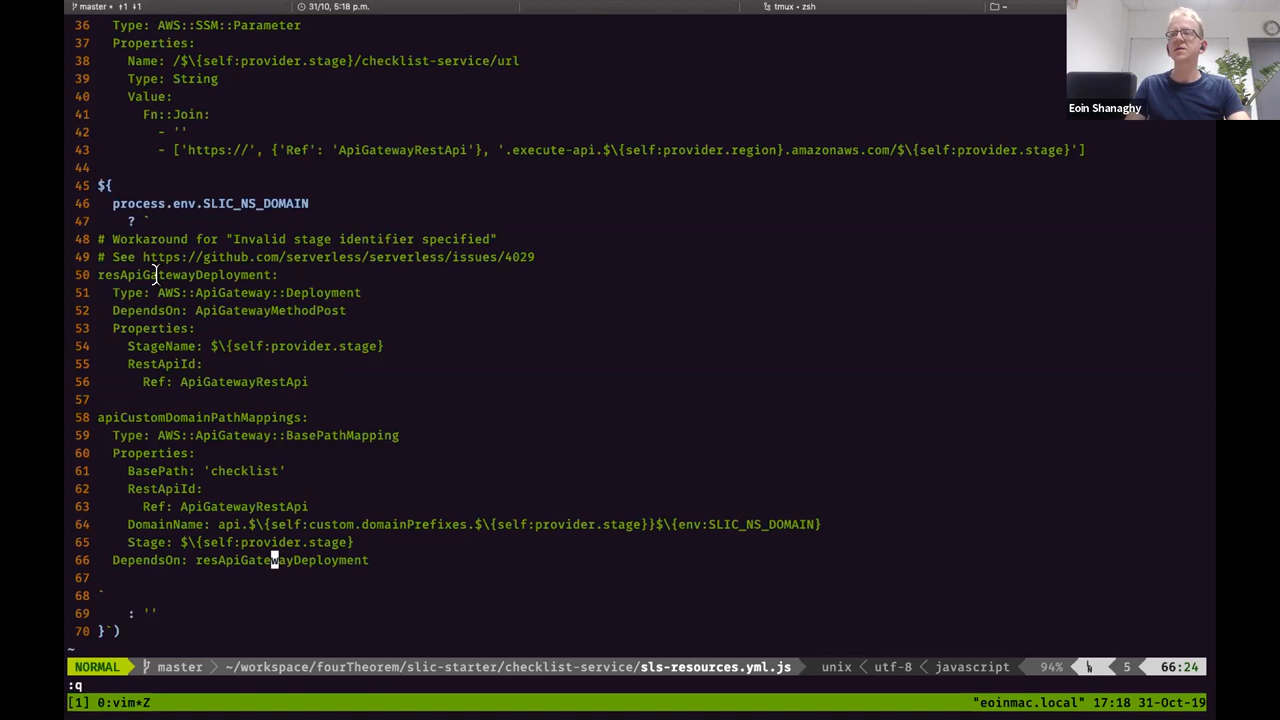 master • ↑1 ↓1
31/10, 5:18 p.m.
tmux • zsh
~
Eoin Shanaghy
36 Type: AWS::SSM::Parameter
37 Properties:
38 Name: /$\{self:provider.stage}/checklist-service/url
39 Type: String
40 Value:
41 Fn::Join:
42 - ''
43 - ['https://', {'Ref': 'ApiGatewayRestApi'}, '.execute-api.$\{self:provider.region}.amazonaws.com/$\{self:provider.stage}']
44
45 ${
46 process.env.SLIC_NS_DOMAIN
47 ? `
48 # Workaround for "Invalid stage identifier specified"
49 # See https://github.com/serverless/serverless/issues/4029
50 resApiGatewayDeployment:
51 Type: AWS::ApiGateway::Deployment
52 DependsOn: ApiGatewayMethodPost
53 Properties:
54 StageName: $\{self:provider.stage}
55 RestApiId:
56 Ref: ApiGatewayRestApi
57
58 apiCustomDomainPathMappings:
59 Type: AWS::ApiGateway::BasePathMapping
60 Properties:
61 BasePath: 'checklist'
62 RestApiId:
63 Ref: ApiGatewayRestApi
64 DomainName: api.$\{self:custom.domainPrefixes.$\{self:provider.stage}}$\{env:SLIC_NS_DOMAIN}
65 Stage: $\{self:provider.stage}
66 DependsOn: resApiGatewayDeployment
67
68 `
69 : ''
70 }`)
~
NORMAL master ~/workspace/fourTheorem/slic-starter/checklist-service/sls-resources.yml.js unix utf-8 javascript 94% 5 66:24
:q
[1] 0:vim*Z "eoinmac.local" 17:18 31-Oct-19